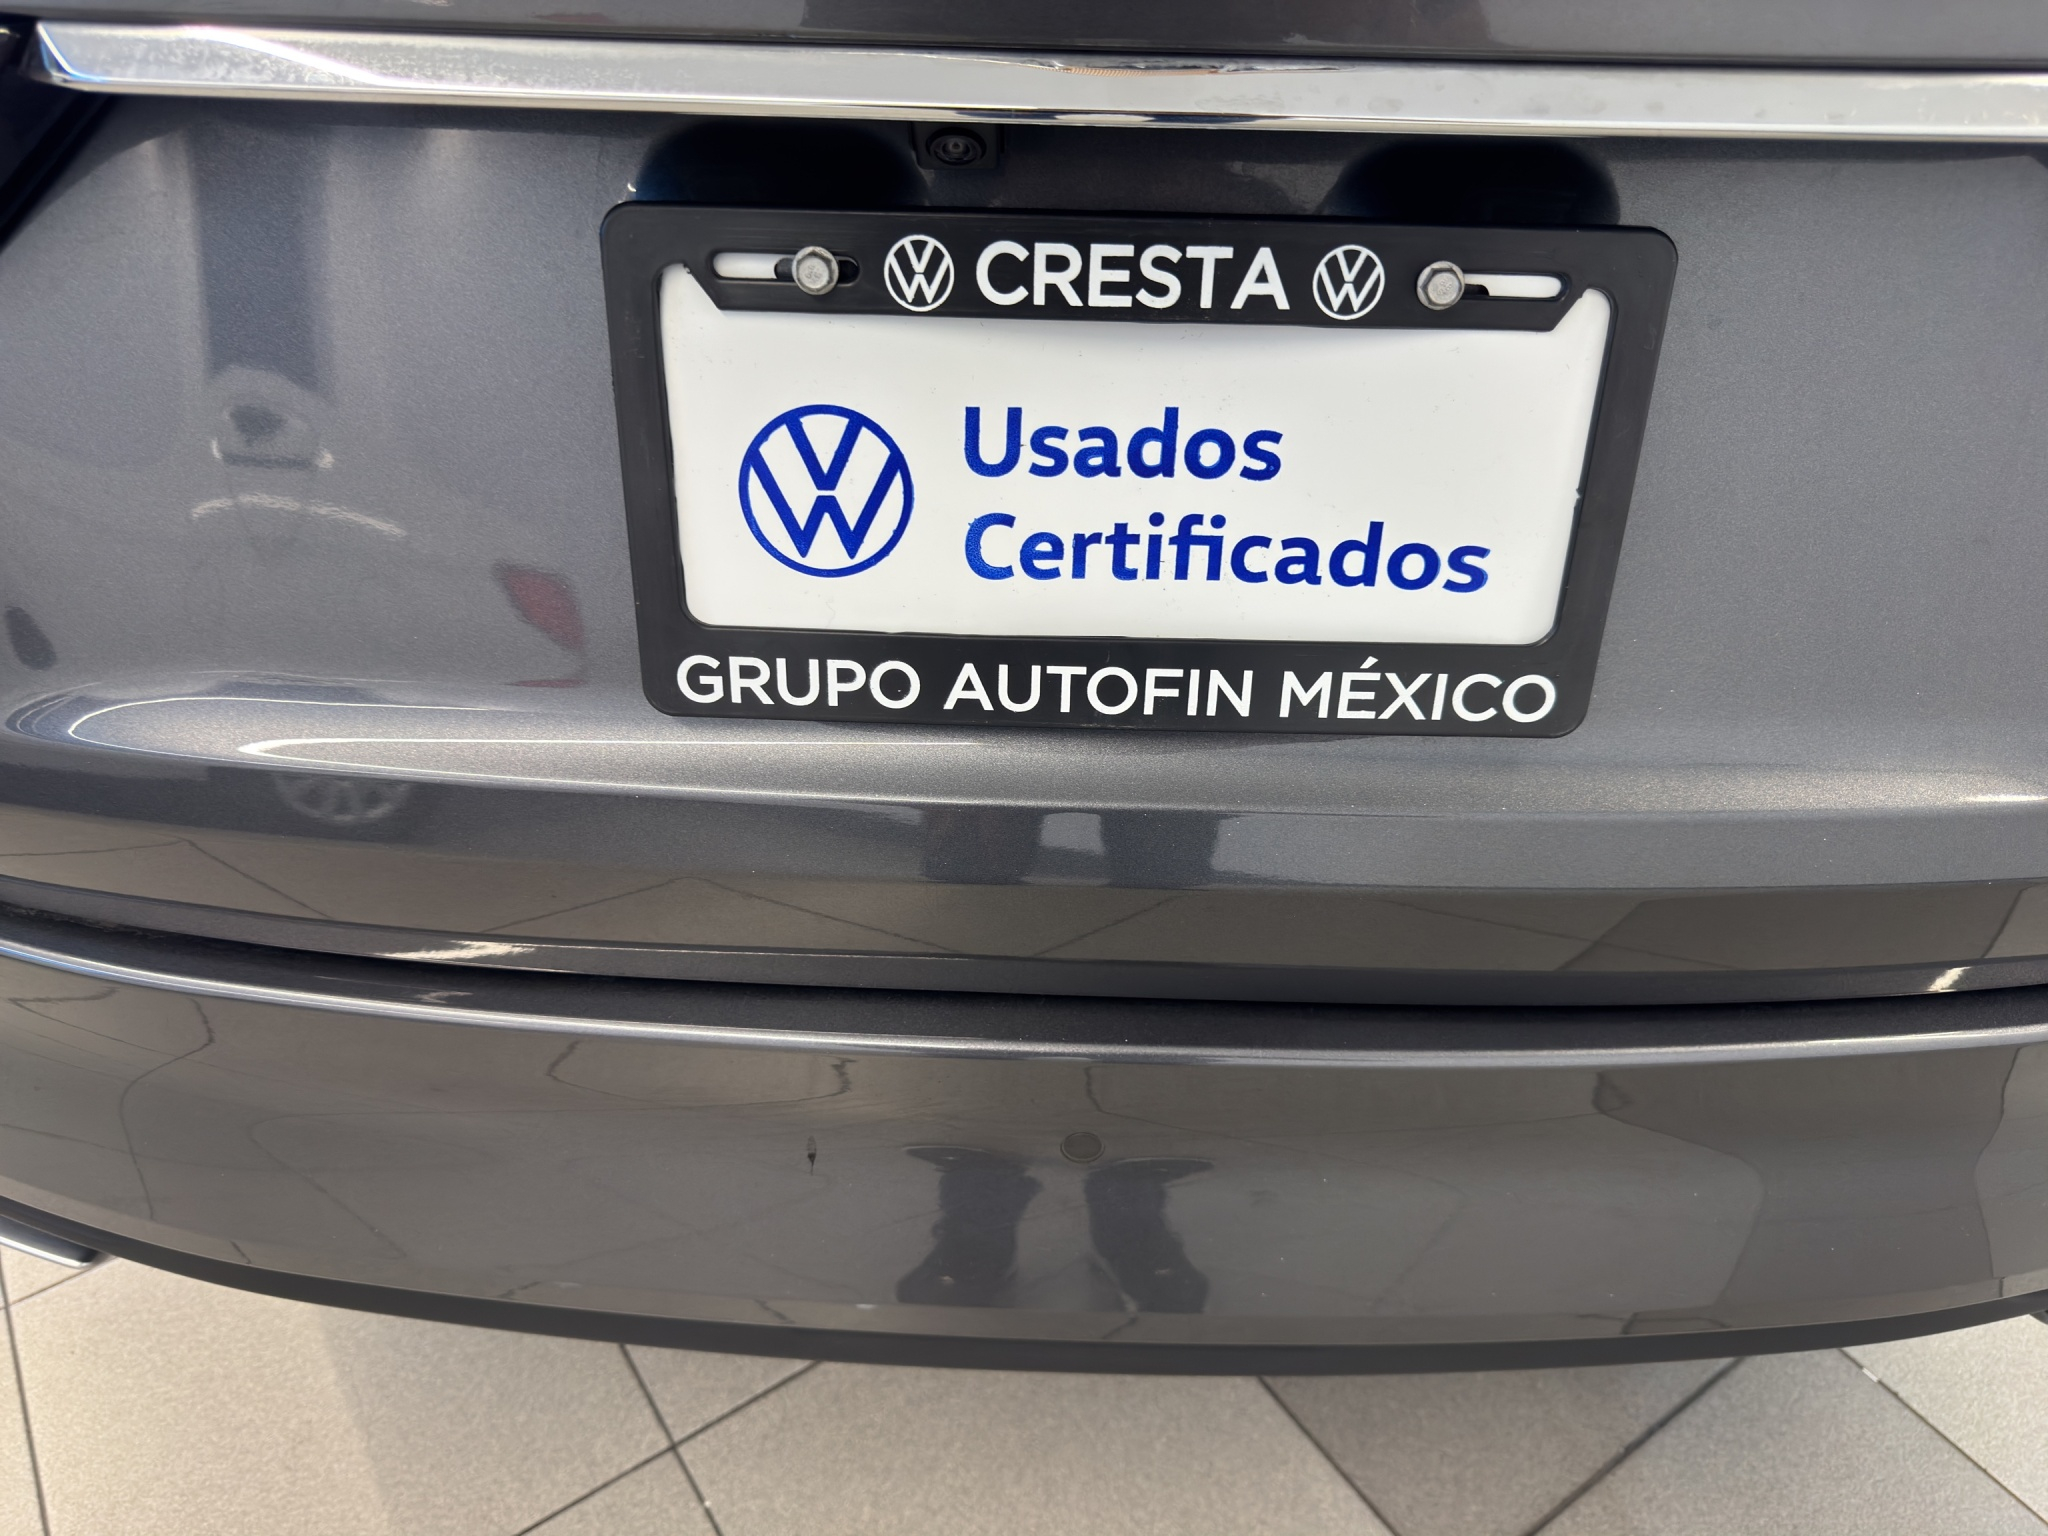 CRESTA
Usados
Certificados
GRUPO AUTOFIN MÉXICO